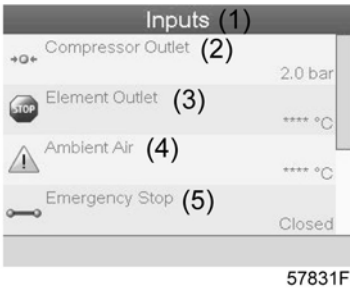 Inputs (1)
Compressor Outlet (2)
2.0 bar
Element Outlet (3)
STOP
**** °C
Ambient Air (4)
**** °C
Emergency Stop (5)
Closed
57831F